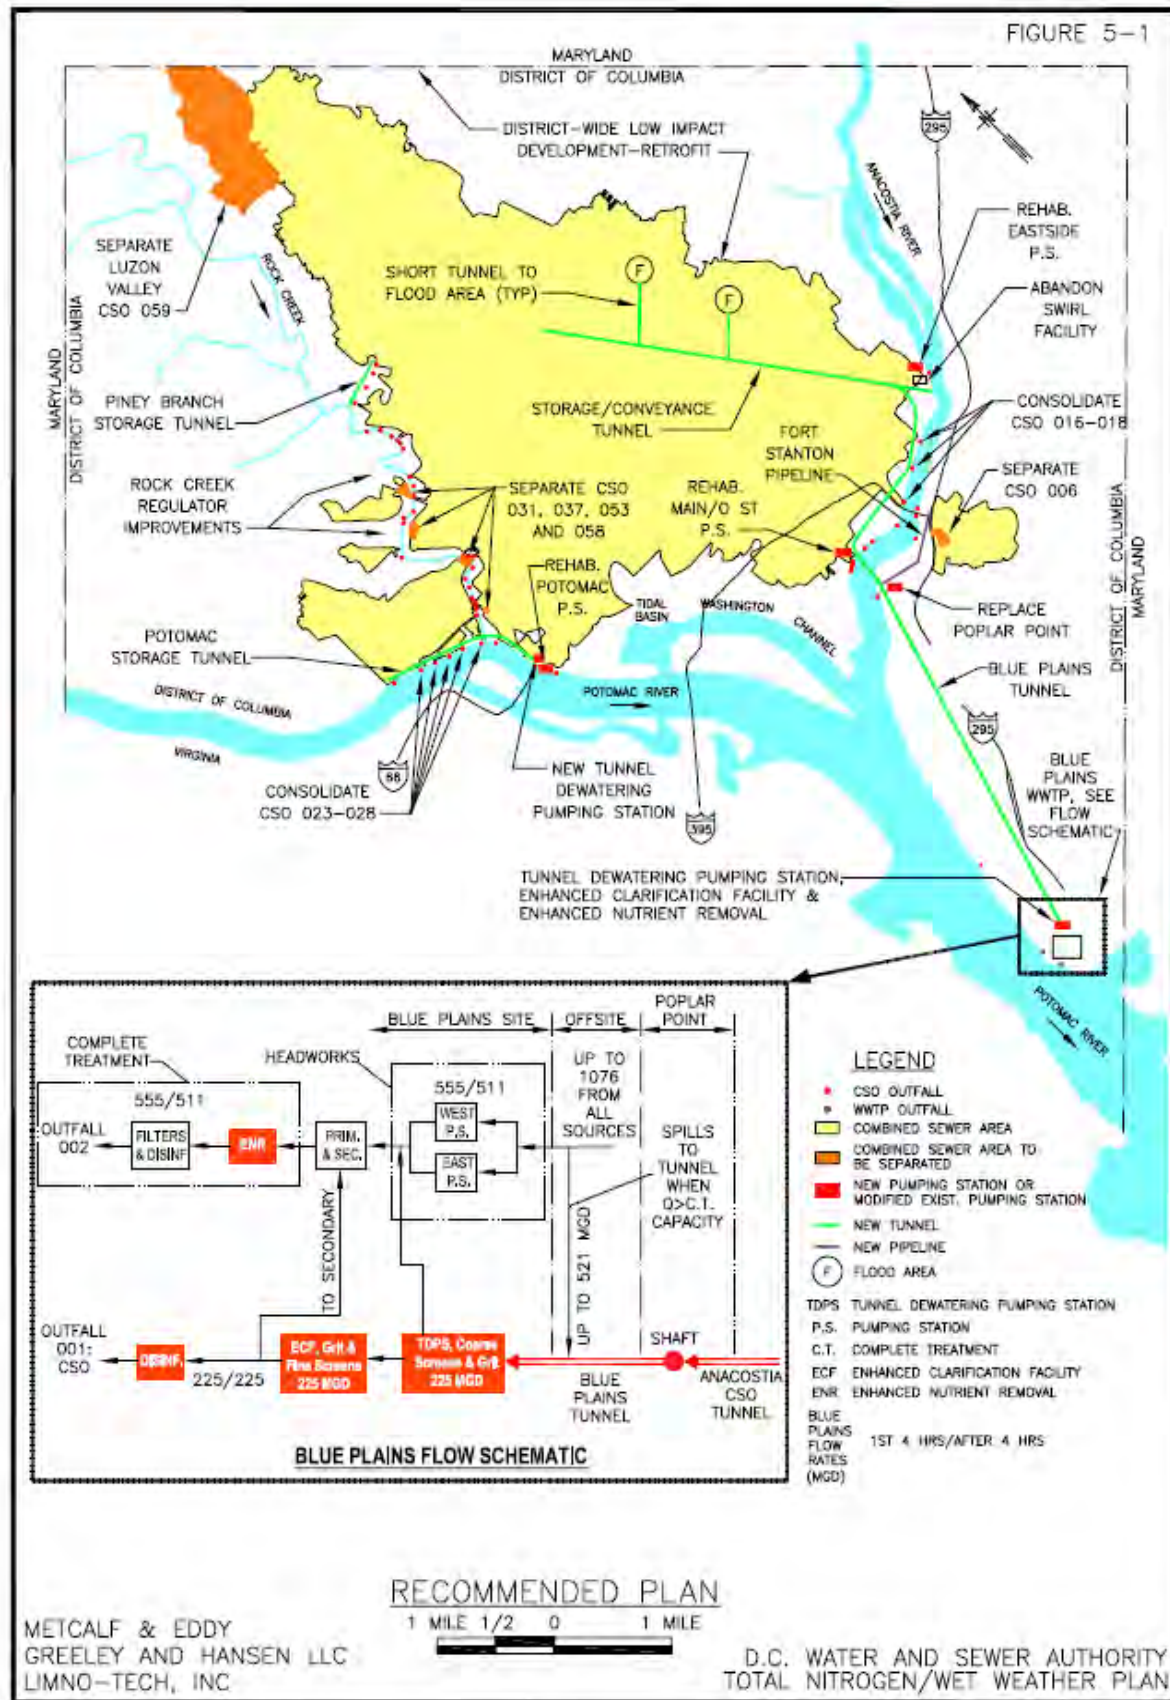 FIGURE 5-1
MARYLAND
DISTRICT OF COLUMBIA
DISTRICT-WIDE LOW IMPACT
DEVELOPMENT-RETROFIT
295
ANACOSTIA RIVER
REHAB.
EASTSIDE
P.S.
ABANDON
SWIRL
FACILITY
SEPARATE
LUZON
VALLEY
CSO 059
ROCK CREEK
SHORT TUNNEL TO
FLOOD AREA (TYP)
F
F
MARYLAND
DISTRICT OF COLUMBIA
PINEY BRANCH
STORAGE TUNNEL
STORAGE/CONVEYANCE
TUNNEL
FORT
STANTON
PIPELINE
CONSOLIDATE
CSO 016-018
SEPARATE
CSO 006
ROCK CREEK
REGULATOR
IMPROVEMENTS
SEPARATE CSO
031, 037, 053
AND 058
REHAB.
MAIN/O ST
P.S.
REHAB.
POTOMAC
P.S.
TIDAL
BASIN
WASHINGTON
CHANNEL
REPLACE
POPLAR POINT
DISTRICT OF COLUMBIA
MARYLAND
POTOMAC
STORAGE TUNNEL
BLUE PLAINS
TUNNEL
DISTRICT OF COLUMBIA
VIRGINIA
POTOMAC RIVER
295
66
CONSOLIDATE
CSO 023-028
NEW TUNNEL
DEWATERING
PUMPING STATION
395
BLUE
PLAINS
WWTP, SEE
FLOW
SCHEMATIC
TUNNEL DEWATERING PUMPING STATION,
ENHANCED CLARIFICATION FACILITY &
ENHANCED NUTRIENT REMOVAL
POTOMAC RIVER
BLUE PLAINS SITE
OFFSITE
POPLAR
POINT
COMPLETE
TREATMENT
HEADWORKS
555/511
555/511
UP TO
1076
FROM
ALL
SOURCES
OUTFALL
002
FILTERS
& DISINF
ENR
PRIM.
& SEC.
WEST
P.S.
EAST
P.S.
SPILLS
TO
TUNNEL
WHEN
Q>C.T.
CAPACITY
TO SECONDARY
UP TO 521 MGD
OUTFALL
001:
CSO
DISINF.
225/225
ECF, Grit &
Fine Screens
225 MGD
TDPS, Coarse
Screens & Grit
225 MGD
SHAFT
BLUE
PLAINS
TUNNEL
ANACOSTIA
CSO
TUNNEL
BLUE PLAINS FLOW SCHEMATIC
LEGEND
CSO OUTFALL
WWTP OUTFALL
COMBINED SEWER AREA
COMBINED SEWER AREA TO
BE SEPARATED
NEW PUMPING STATION OR
MODIFIED EXIST. PUMPING STATION
NEW TUNNEL
NEW PIPELINE
F FLOOD AREA
TDPS TUNNEL DEWATERING PUMPING STATION
P.S. PUMPING STATION
C.T. COMPLETE TREATMENT
ECF ENHANCED CLARIFICATION FACILITY
ENR ENHANCED NUTRIENT REMOVAL
BLUE
PLAINS
FLOW
RATES
(MGD)
1ST 4 HRS/AFTER 4 HRS
RECOMMENDED PLAN
1 MILE 1/2 0 1 MILE
METCALF & EDDY
GREELEY AND HANSEN LLC
LIMNO-TECH, INC
D.C. WATER AND SEWER AUTHORITY
TOTAL NITROGEN/WET WEATHER PLAN